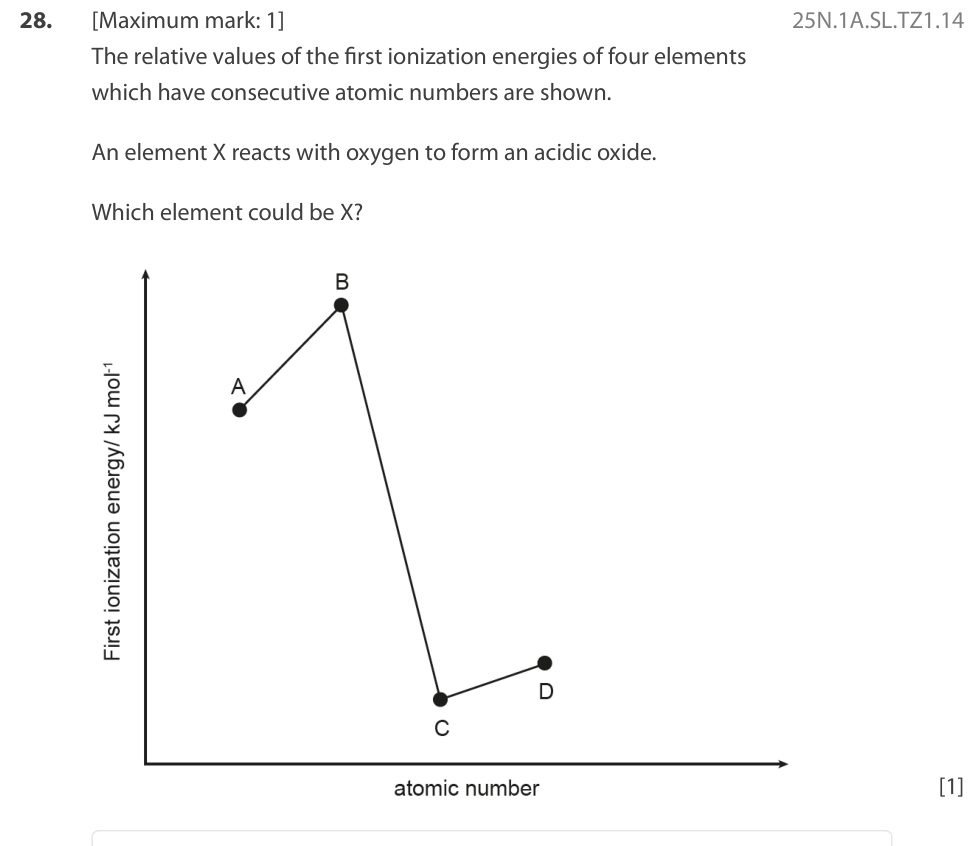 28. [Maximum mark: 1] 25N.1A.SL.TZ1.14
The relative values of the first ionization energies of four elements
which have consecutive atomic numbers are shown.
An element X reacts with oxygen to form an acidic oxide.
Which element could be X?
B
A
First ionization energy/ kJ mol⁻¹
D
C
atomic number
[1]